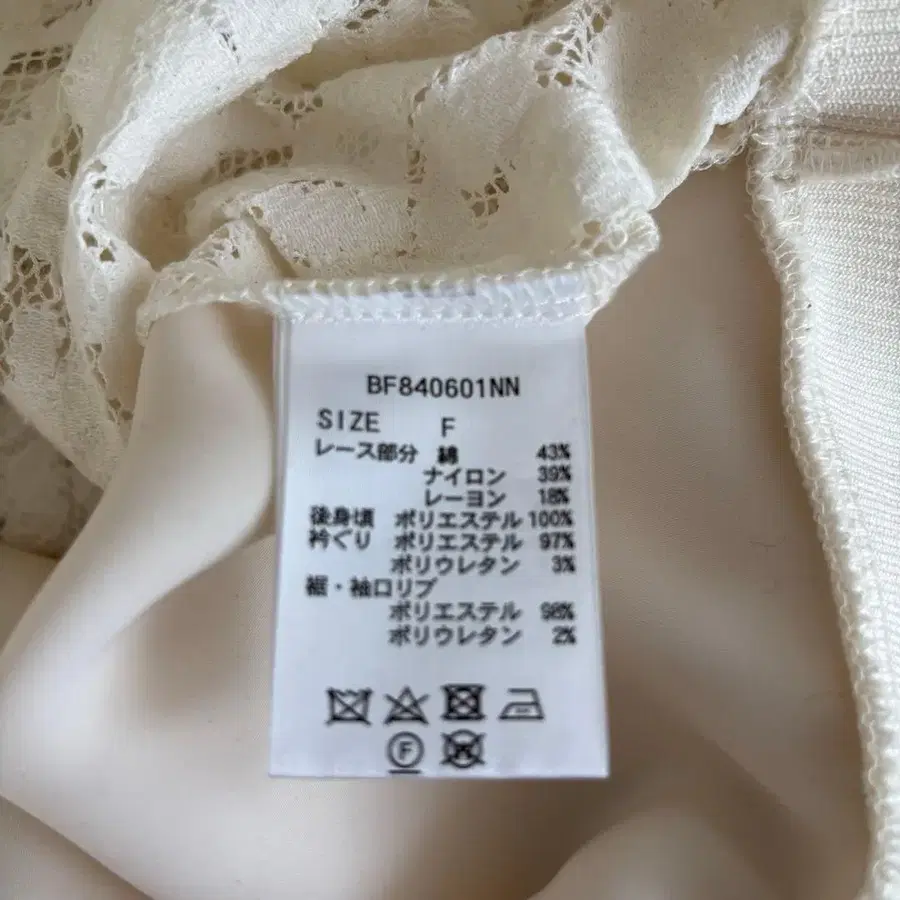 BF840601NN
SIZE F
レース部分 綿 43%
ナイロン 39%
レーヨン 18%
後身頃 ポリエステル 100%
衿ぐり ポリエステル 97%
ポリウレタン 3%
裾・袖口リブ
ポリエステル 98%
ポリウレタン 2%
F